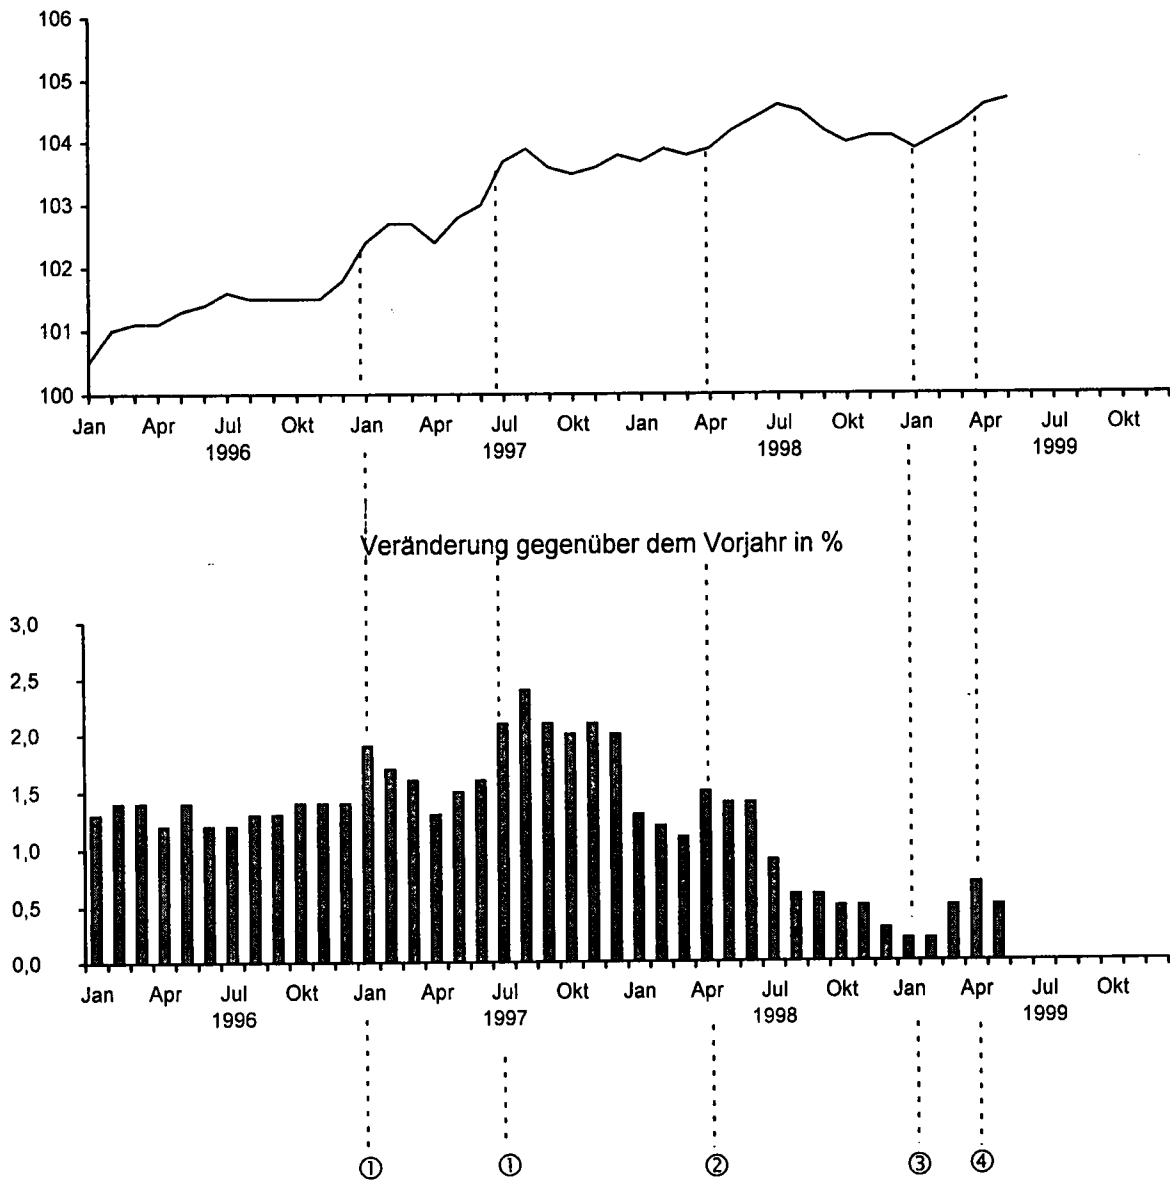 106
105
104
103
102
101
100
Jan Apr Jul Okt Jan Apr Jul Okt Jan Apr Jul Okt Jan Apr Jul Okt
1996 1997 1998 1999
Veränderung gegenüber dem Vorjahr in %
3,0
2,5
2,0
1,5
1,0
0,5
0,0
Jan Apr Jul Okt Jan Apr Jul Okt Jan Apr Jul Okt Jan Apr Jul Okt
1996 1997 1998 1999
① ① ② ③ ④